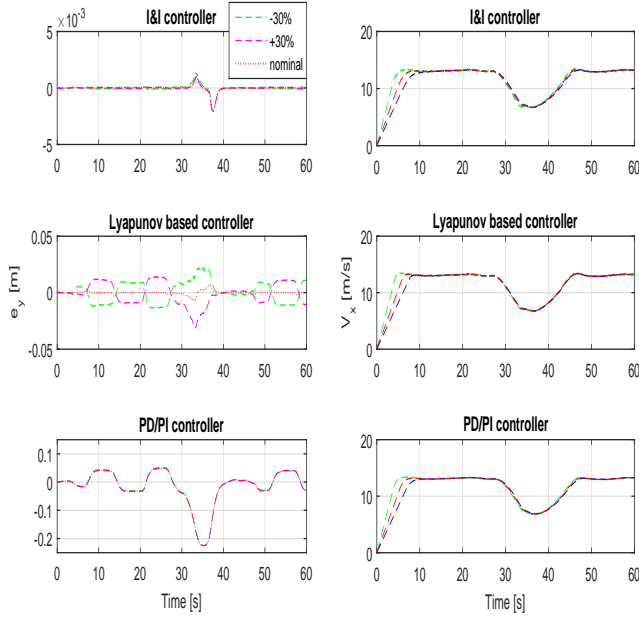 I&I controller
×10⁻³
5
0
-5
0 10 20 30 40 50 60
-30%
+30%
nominal
I&I controller
20
10
0
0 10 20 30 40 50 60
Lyapunov based controller
0.05
0
-0.05
e_y [m]
0 10 20 30 40 50 60
Lyapunov based controller
20
10
0
V_x [m/s]
0 10 20 30 40 50 60
PD/PI controller
0.1
0
-0.1
-0.2
0 10 20 30 40 50 60
Time [s]
PD/PI controller
20
10
0
0 10 20 30 40 50 60
Time [s]